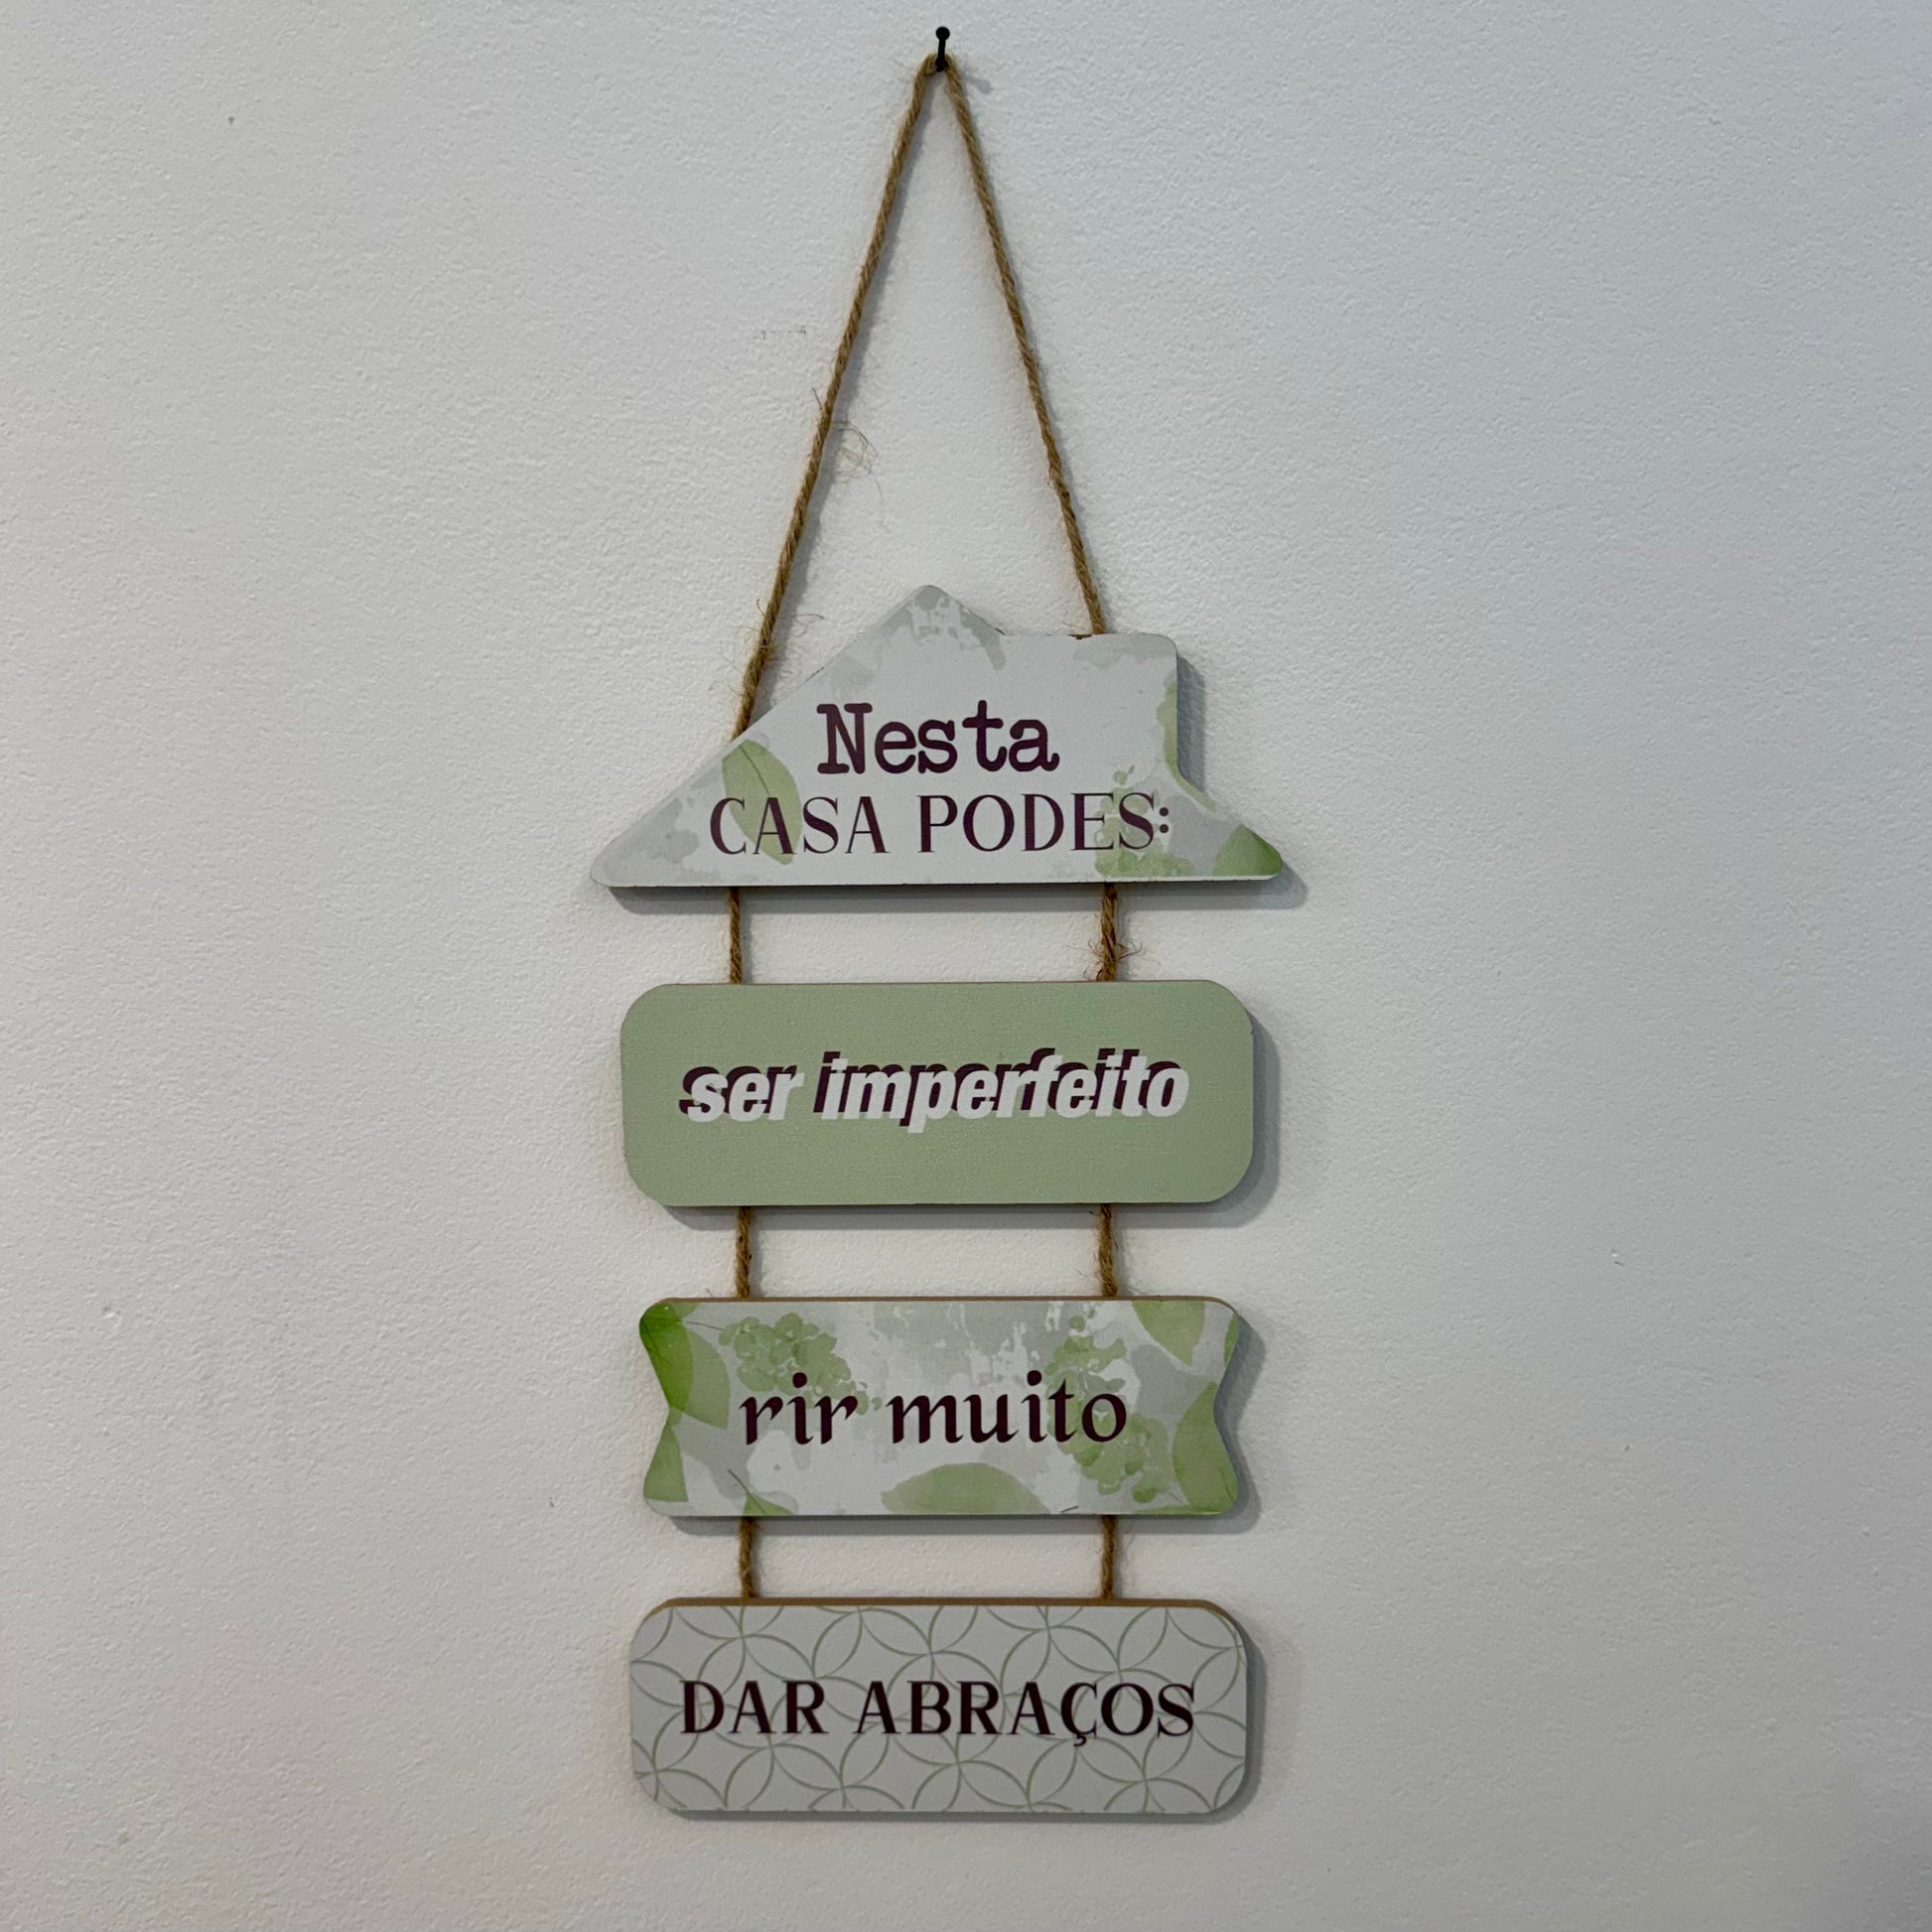 Nesta
CASA PODES:
ser imperfeito
rir muito
DAR ABRAÇOS